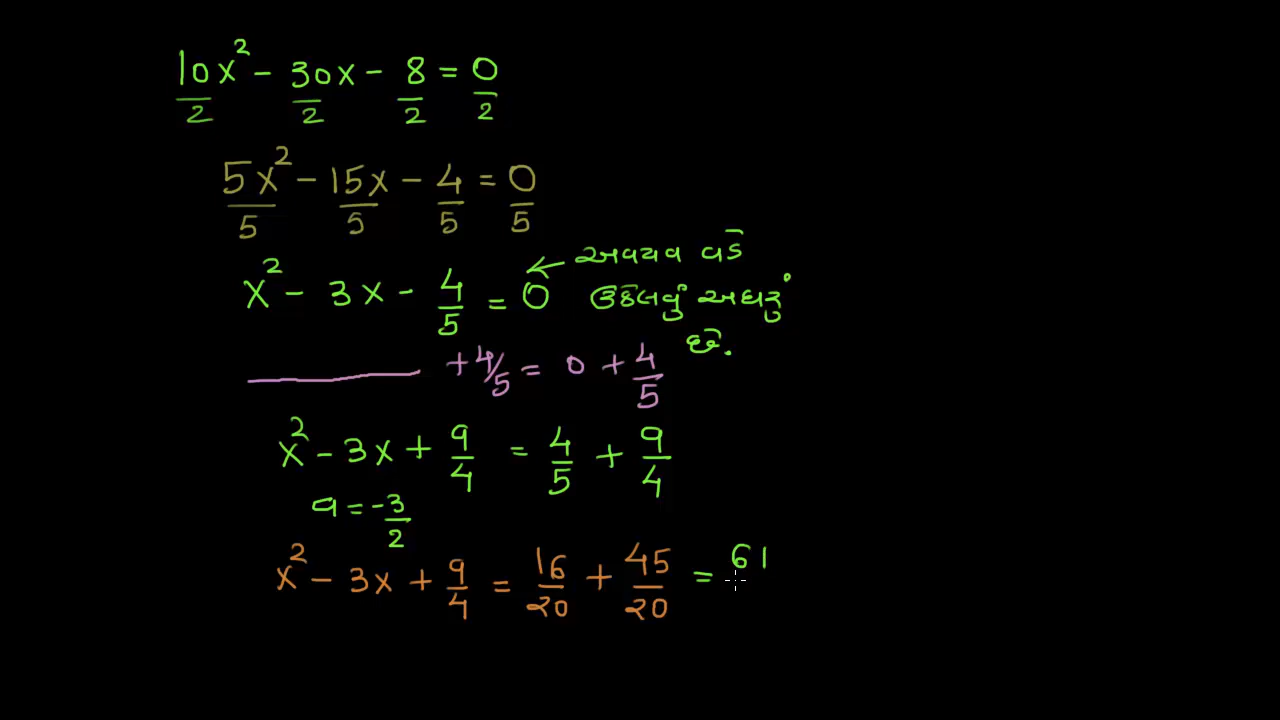 10x² - 30x - 8 = 0
2 2 2 2
5x² - 15x - 4 = 0
5 5 5 5
x² - 3x - 4/5 = 0 ← અવયવ વડે
ઉકેલવું અઘરું
છે.
+ 4/5 = 0 + 4/5
x² - 3x + 9/4 = 4/5 + 9/4
a = -3/2
x² - 3x + 9/4 = 16/20 + 45/20 = 61